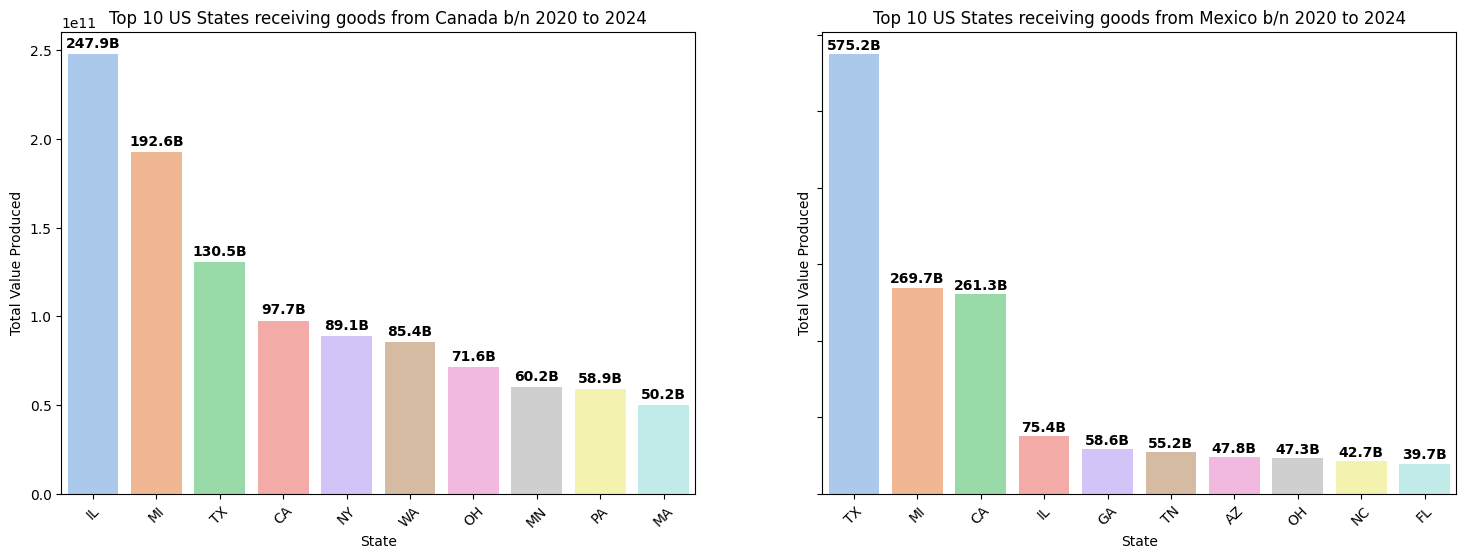 Top 10 US States receiving goods from Canada b/n 2020 to 2024
1e11
Total Value Produced
2.5
2.0
1.5
1.0
0.5
0.0
247.9B
192.6B
130.5B
97.7B
89.1B
85.4B
71.6B
60.2B
58.9B
50.2B
IL MI TX CA NY WA OH MN PA MA
State
Top 10 US States receiving goods from Mexico b/n 2020 to 2024
Total Value Produced
575.2B
269.7B
261.3B
75.4B
58.6B
55.2B
47.8B
47.3B
42.7B
39.7B
TX MI CA IL GA TN AZ OH NC FL
State